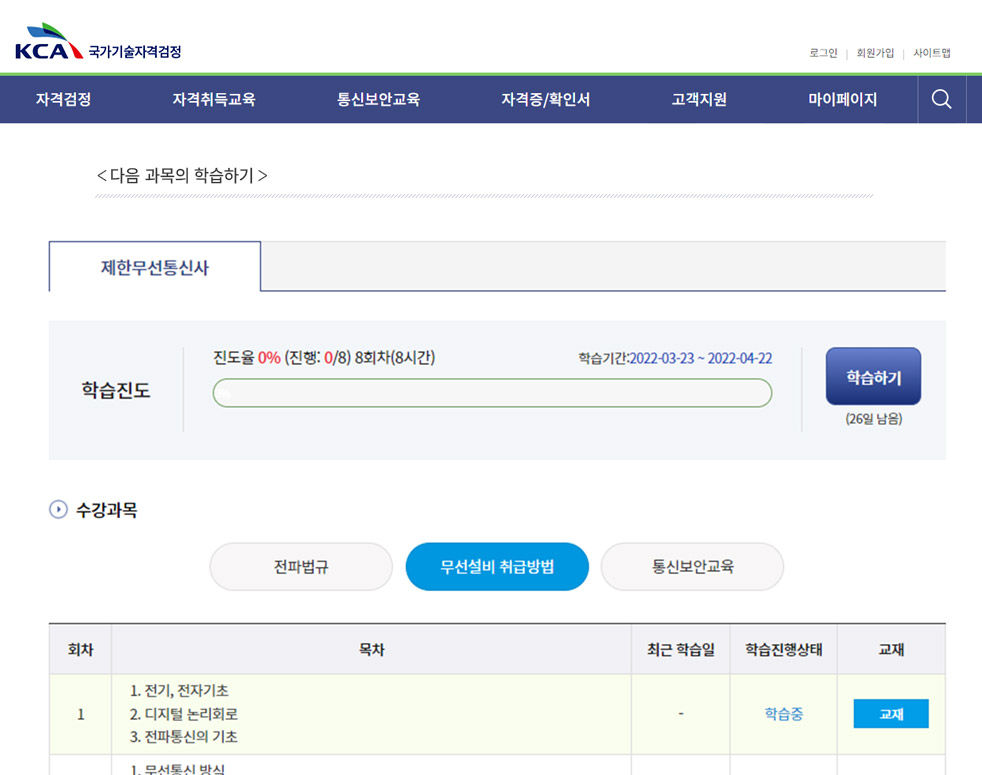 KCA 국가기술자격검정
로그인 | 회원가입 | 사이트맵
자격검정 자격취득교육 통신보안교육 자격증/확인서 고객지원 마이페이지
< 다음 과목의 학습하기 >
제한무선통신사
진도율 0% (진행: 0/8) 8회차(8시간) 학습기간:2022-03-23 ~ 2022-04-22
학습진도
학습하기
(26일 남음)
수강과목
전파법규 무선설비 취급방법 통신보안교육
회차 목차 최근 학습일 학습진행상태 교재
1. 전기, 전자기초
1 2. 디지털 논리회로 - 학습중 교재
3. 전파통신의 기초
1. 무선통신 방식